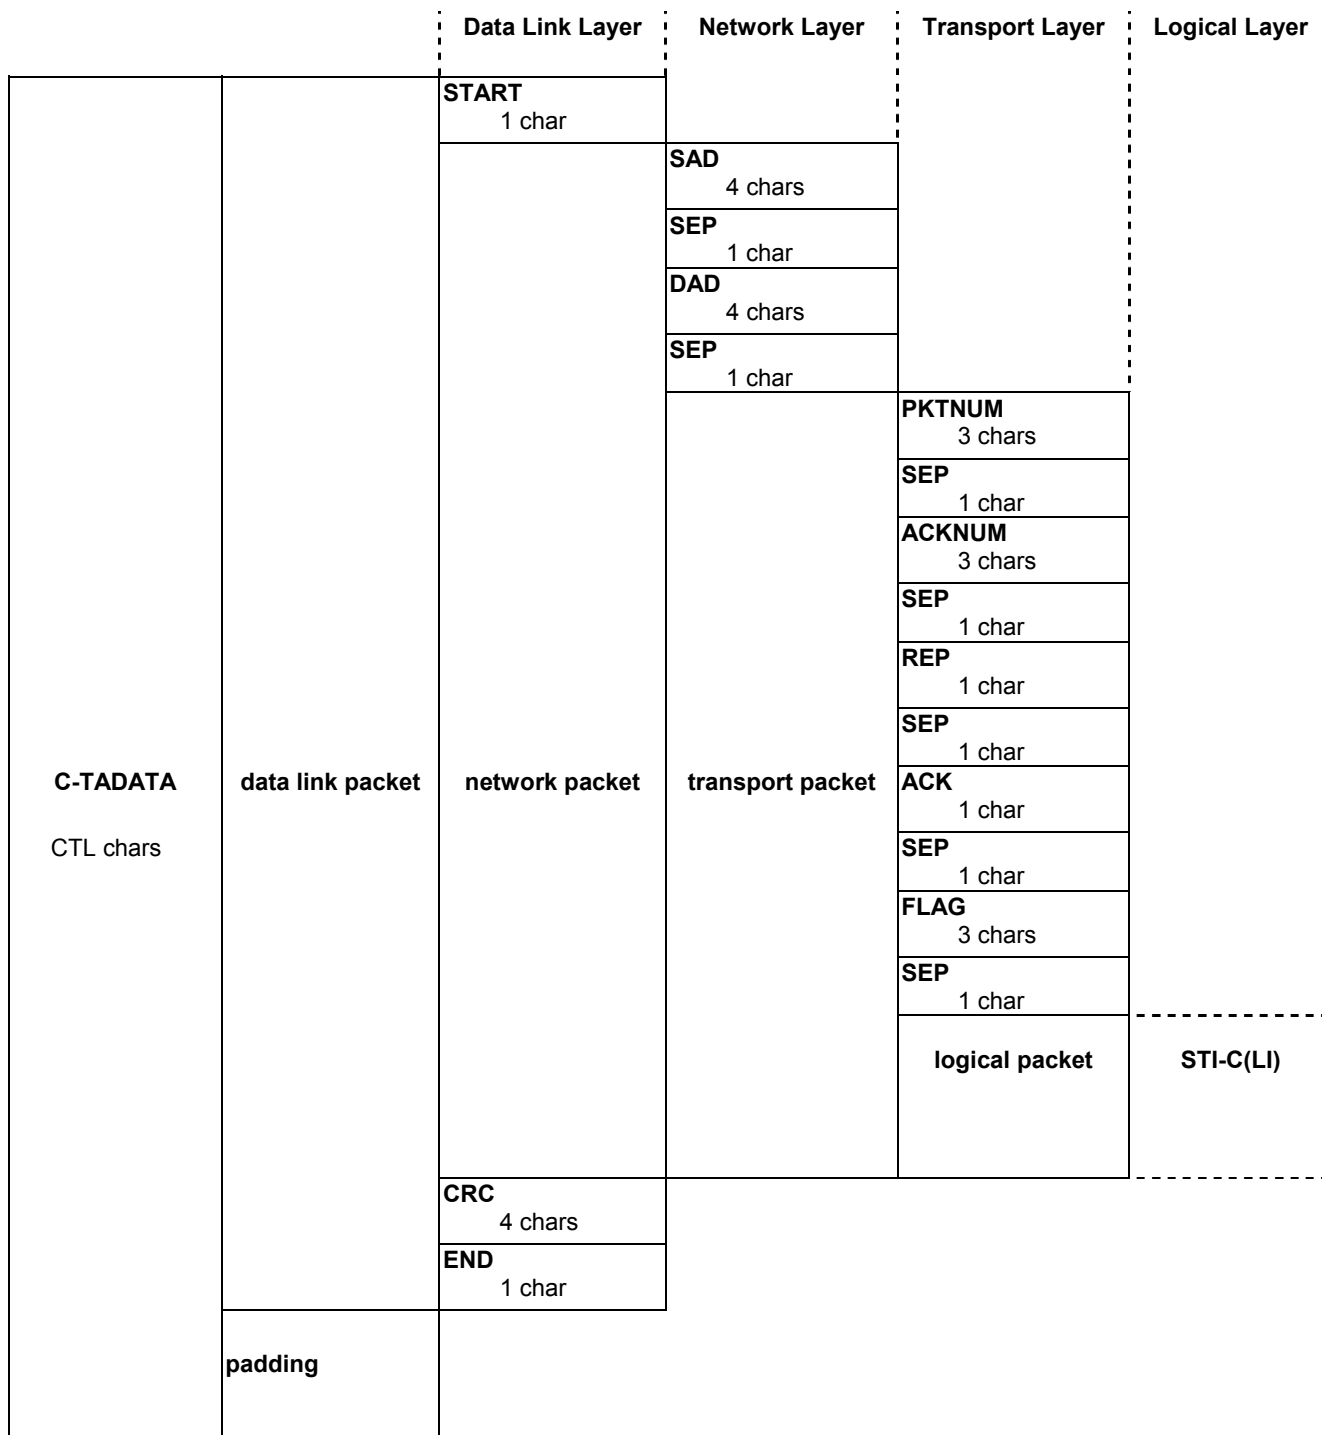 Data Link Layer Network Layer Transport Layer Logical Layer
START
1 char
SAD
4 chars
SEP
1 char
DAD
4 chars
SEP
1 char
PKTNUM
3 chars
SEP
1 char
ACKNUM
3 chars
SEP
1 char
REP
1 char
SEP
1 char
C-TADATA data link packet network packet transport packet ACK
1 char
CTL chars
SEP
1 char
FLAG
3 chars
SEP
1 char
logical packet STI-C(LI)
CRC
4 chars
END
1 char
padding